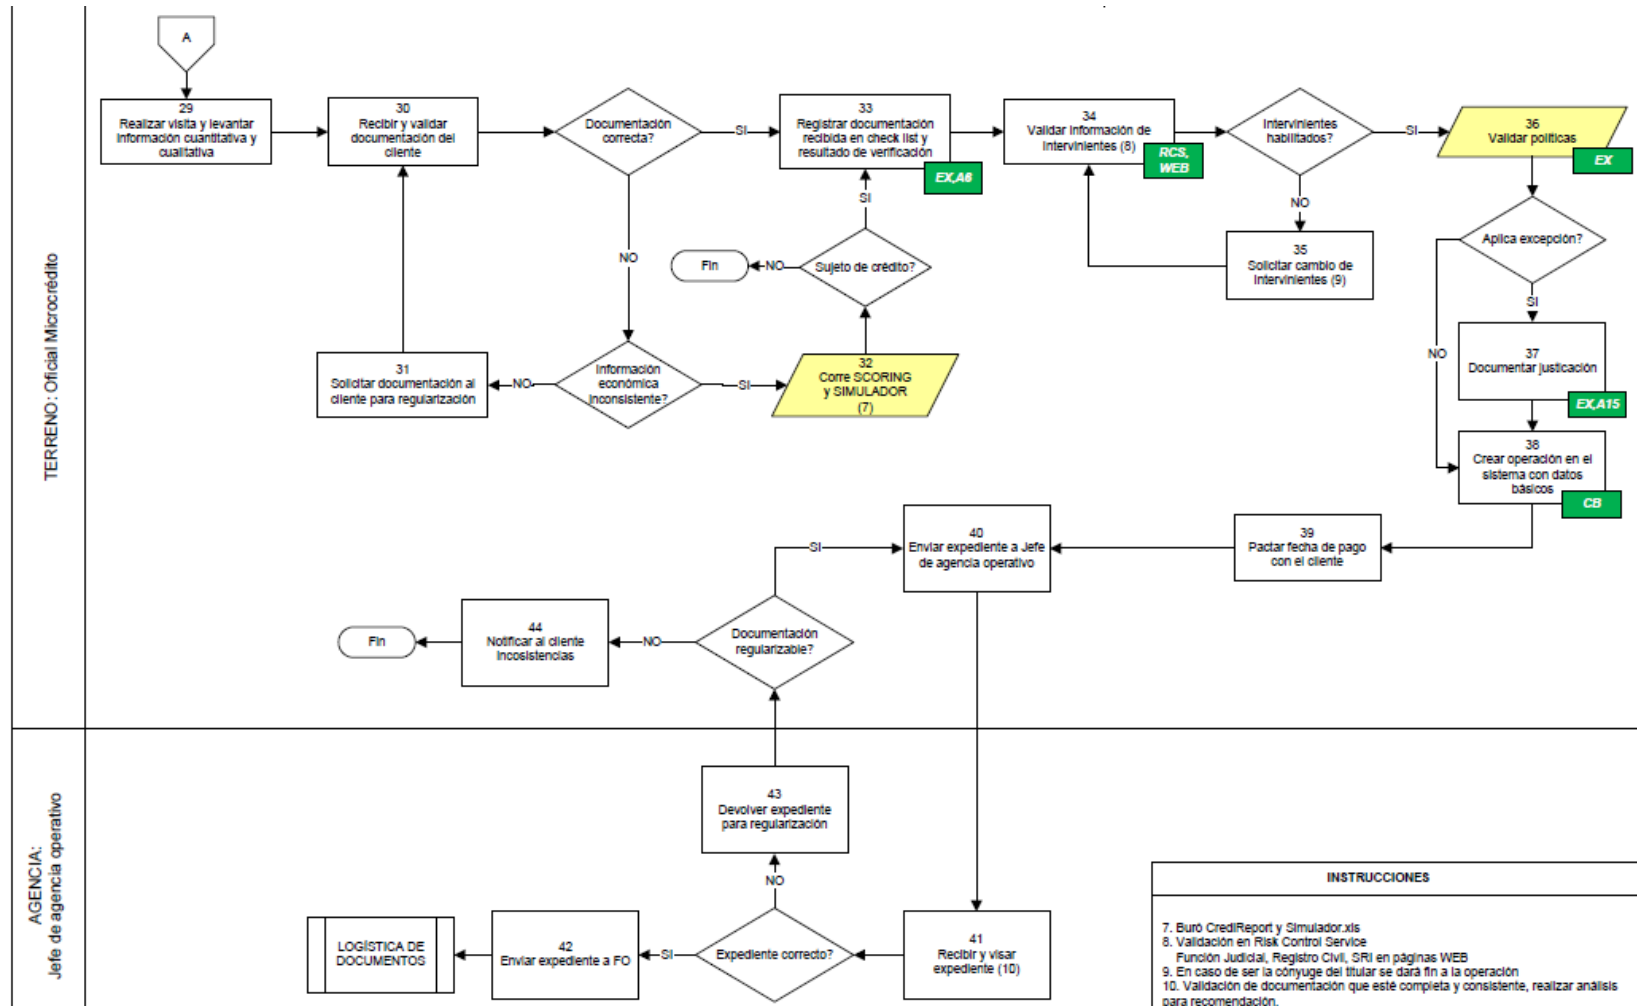 A
29
Realizar visita y levantar
información cuantitativa y
cualitativa
30
Recibir y validar
documentación del
cliente
Documentación
correcta?
SI
33
Registrar documentación
recibida en check list y
resultado de verificación
EX,A6
34
Validar información de
intervinientes (8)
RCS,
WEB
Intervinientes
habilitados?
SI
36
Validar políticas
EX
NO
SI
NO
Fin
NO
Sujeto de crédito?
35
Solicitar cambio de
intervinientes (9)
Aplica excepción?
SI
NO
31
Solicitar documentación al
cliente para regularización
NO
Información
económica
inconsistente?
SI
32
Corre SCORING
y SIMULADOR
(7)
37
Documentar justicación
EX,A15
38
Crear operación en el
sistema con datos
básicos
CB
TERRENO: Oficial Microcrédito
SI
40
Enviar expediente a Jefe
de agencia operativo
39
Pactar fecha de pago
con el cliente
Fin
44
Notificar al cliente
incosistencias
NO
Documentación
regularizable?
AGENCIA:
Jefe de agencia operativo
43
Devolver expediente
para regularización
NO
LOGÍSTICA DE
DOCUMENTOS
42
Enviar expediente a FO
SI
Expediente correcto?
41
Recibir y visar
expediente (10)
INSTRUCCIONES
7. Buró CrediReport y Simulador.xls
8. Validación en Risk Control Service
Función Judicial, Registro Civil, SRI en páginas WEB
9. En caso de ser la cónyuge del titular se dará fin a la operación
10. Validación de documentación que esté completa y consistente, realizar análisis
para recomendación.